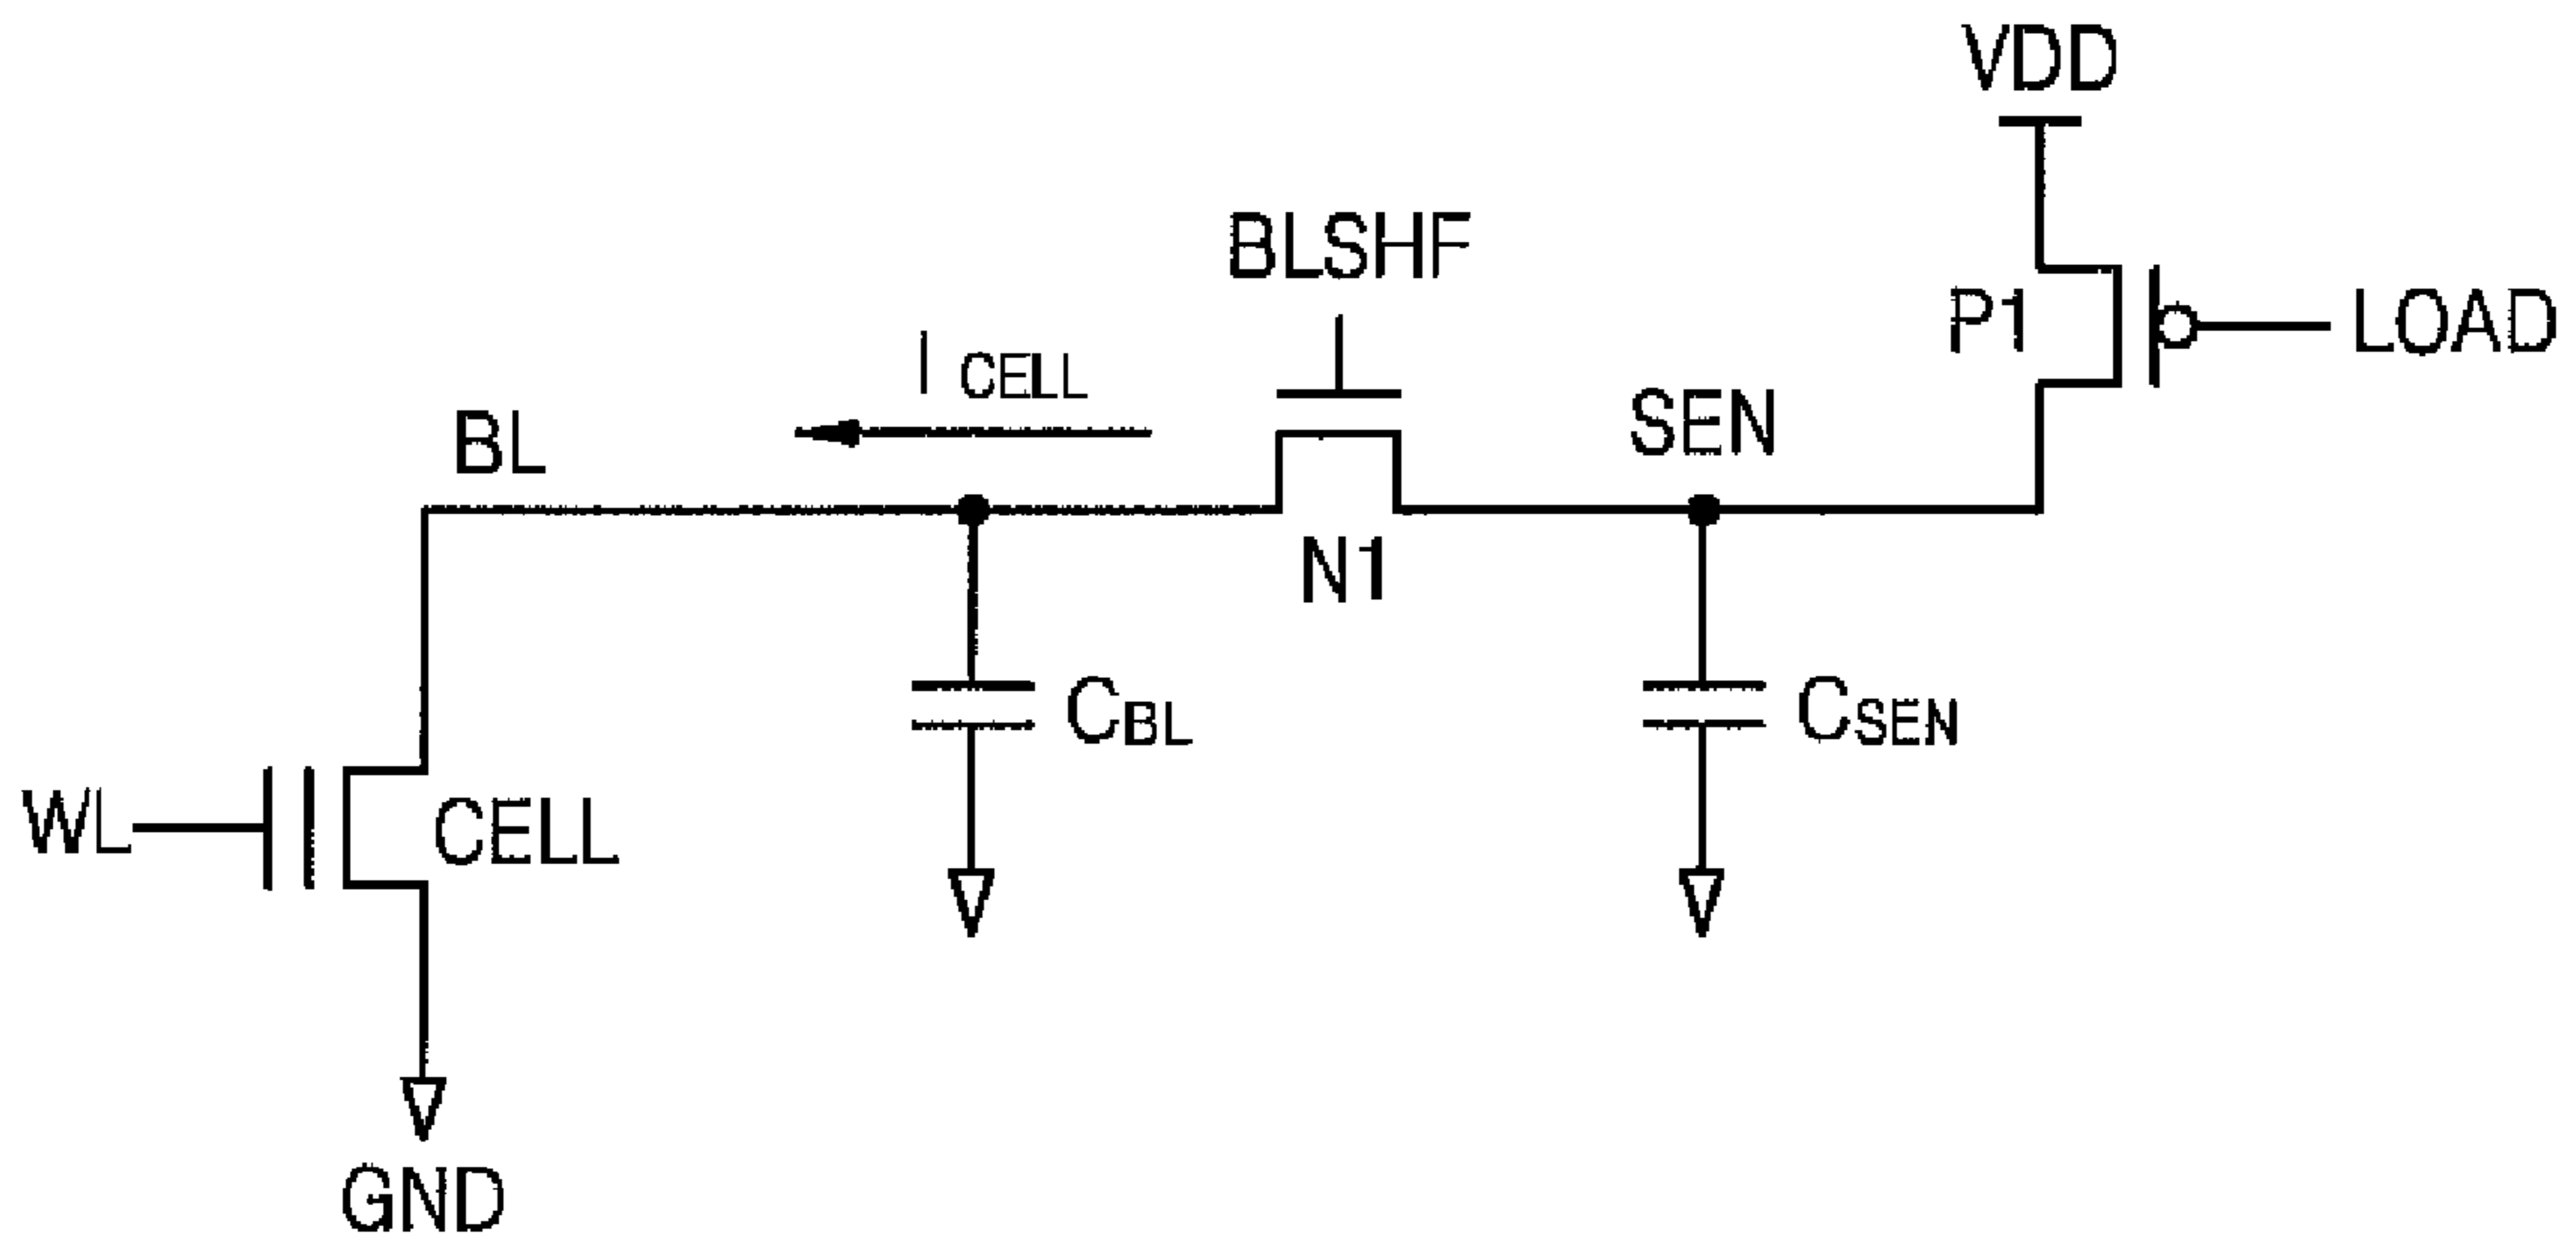 VDD
BLSHF
P1
LOAD
I CELL
SEN
BL
N1
CBL
CSEN
WL
CELL
GND